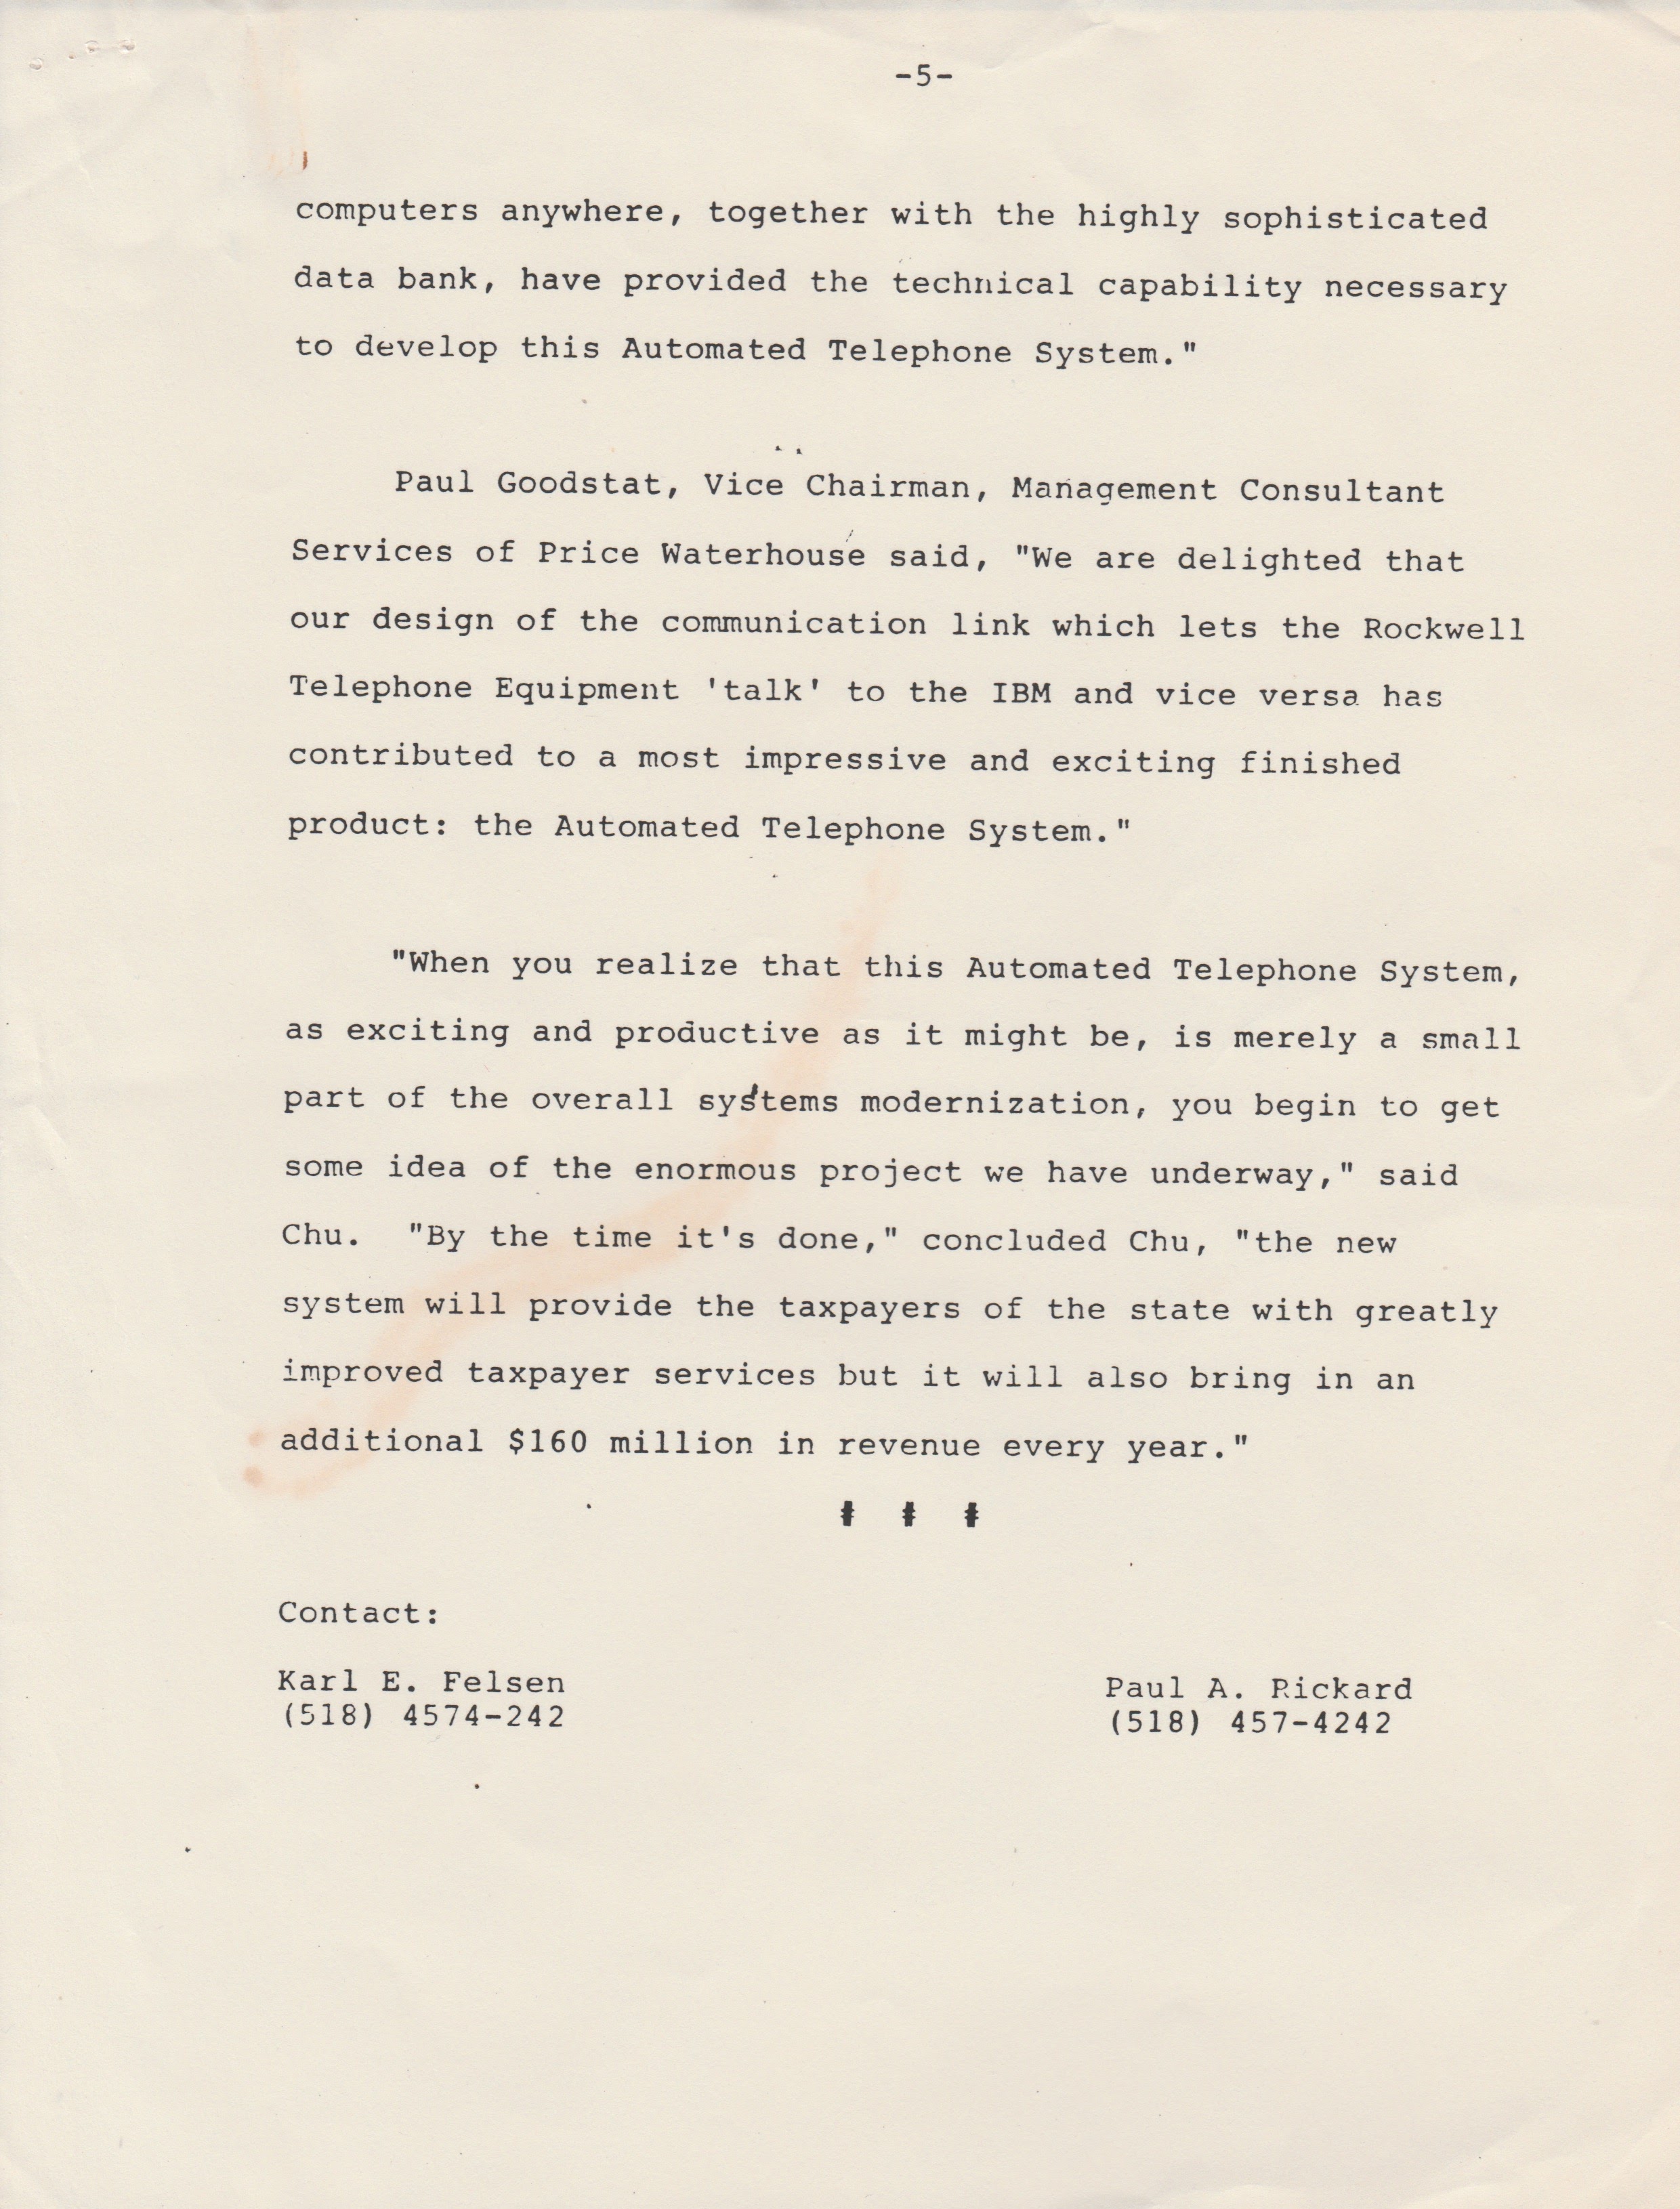 -5-
computers anywhere, together with the highly sophisticated
data bank, have provided the technical capability necessary
to develop this Automated Telephone System."
Paul Goodstat, Vice Chairman, Management Consultant
Services of Price Waterhouse said, "We are delighted that
our design of the communication link which lets the Rockwell
Telephone Equipment 'talk' to the IBM and vice versa has
contributed to a most impressive and exciting finished
product: the Automated Telephone System."
"When you realize that this Automated Telephone System,
as exciting and productive as it might be, is merely a small
part of the overall systems modernization, you begin to get
some idea of the enormous project we have underway," said
Chu. "By the time it's done," concluded Chu, "the new
system will provide the taxpayers of the state with greatly
improved taxpayer services but it will also bring in an
additional $160 million in revenue every year."
# # #
Contact:
Karl E. Felsen Paul A. Rickard
(518) 4574-242 (518) 457-4242